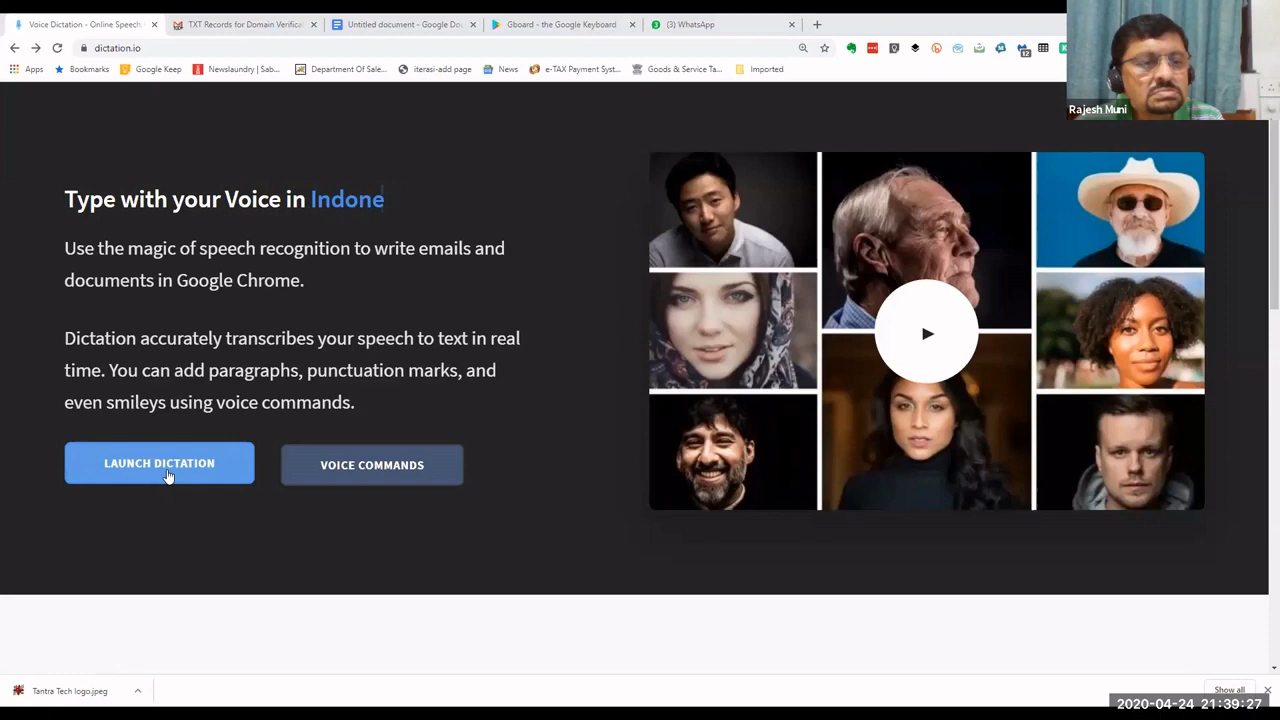 Voice Dictation - Online Speech
TXT Records for Domain Verifica
Untitled document - Google Do
Gboard - the Google Keyboard
(3) WhatsApp
dictation.io
12
Apps
Bookmarks
Google Keep
Newslaundry | Sab...
Department Of Sale...
iterasi-add page
News
e-TAX Payment Syst...
Goods & Service Ta...
Imported
Rajesh Muni
Type with your Voice in Indone
Use the magic of speech recognition to write emails and
documents in Google Chrome.
Dictation accurately transcribes your speech to text in real
time. You can add paragraphs, punctuation marks, and
even smileys using voice commands.
LAUNCH DICTATION
VOICE COMMANDS
Tantra Tech logo.jpeg
Show all
2020-04-24 21:39:27